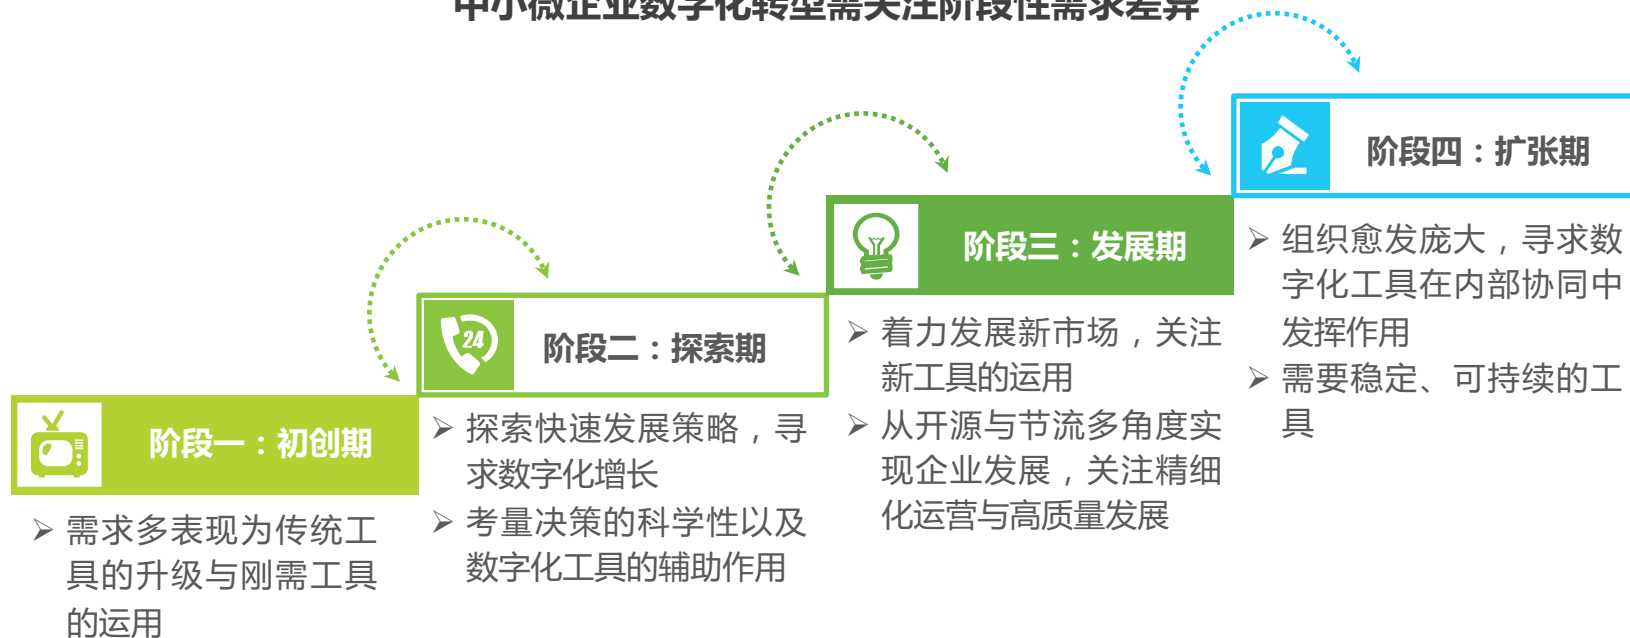 中小微企业数字化转型需关注阶段性需求差异
阶段一：初创期
需求多表现为传统工
具的升级与刚需工具
的运用
24
阶段二：探索期
探索快速发展策略，寻
求数字化增长
考量决策的科学性以及
数字化工具的辅助作用
阶段三：发展期
着力发展新市场，关注
新工具的运用
从开源与节流多角度实
现企业发展，关注精细
化运营与高质量发展
阶段四：扩张期
组织愈发庞大，寻求数
字化工具在内部协同中
发挥作用
需要稳定、可持续的工
具